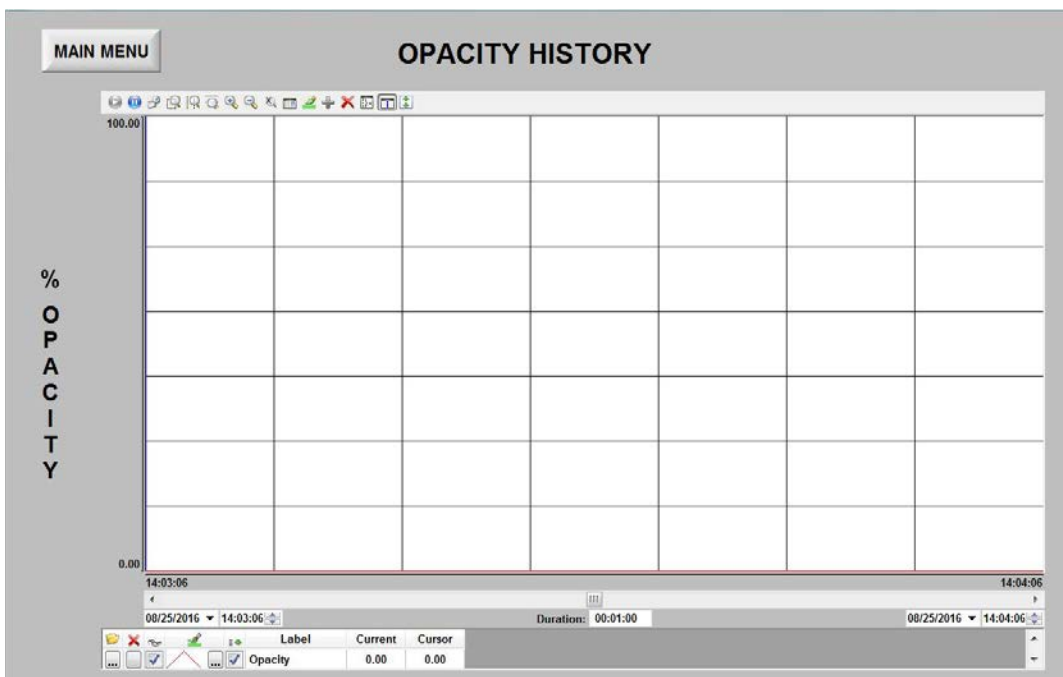 MAIN MENU
OPACITY HISTORY
100.00
% OPACITY
0.00
14:03:06 14:04:06
08/25/2016 14:03:06 Duration: 00:01:00 08/25/2016 14:04:06
Label Current Cursor
... ... Opacity 0.00 0.00